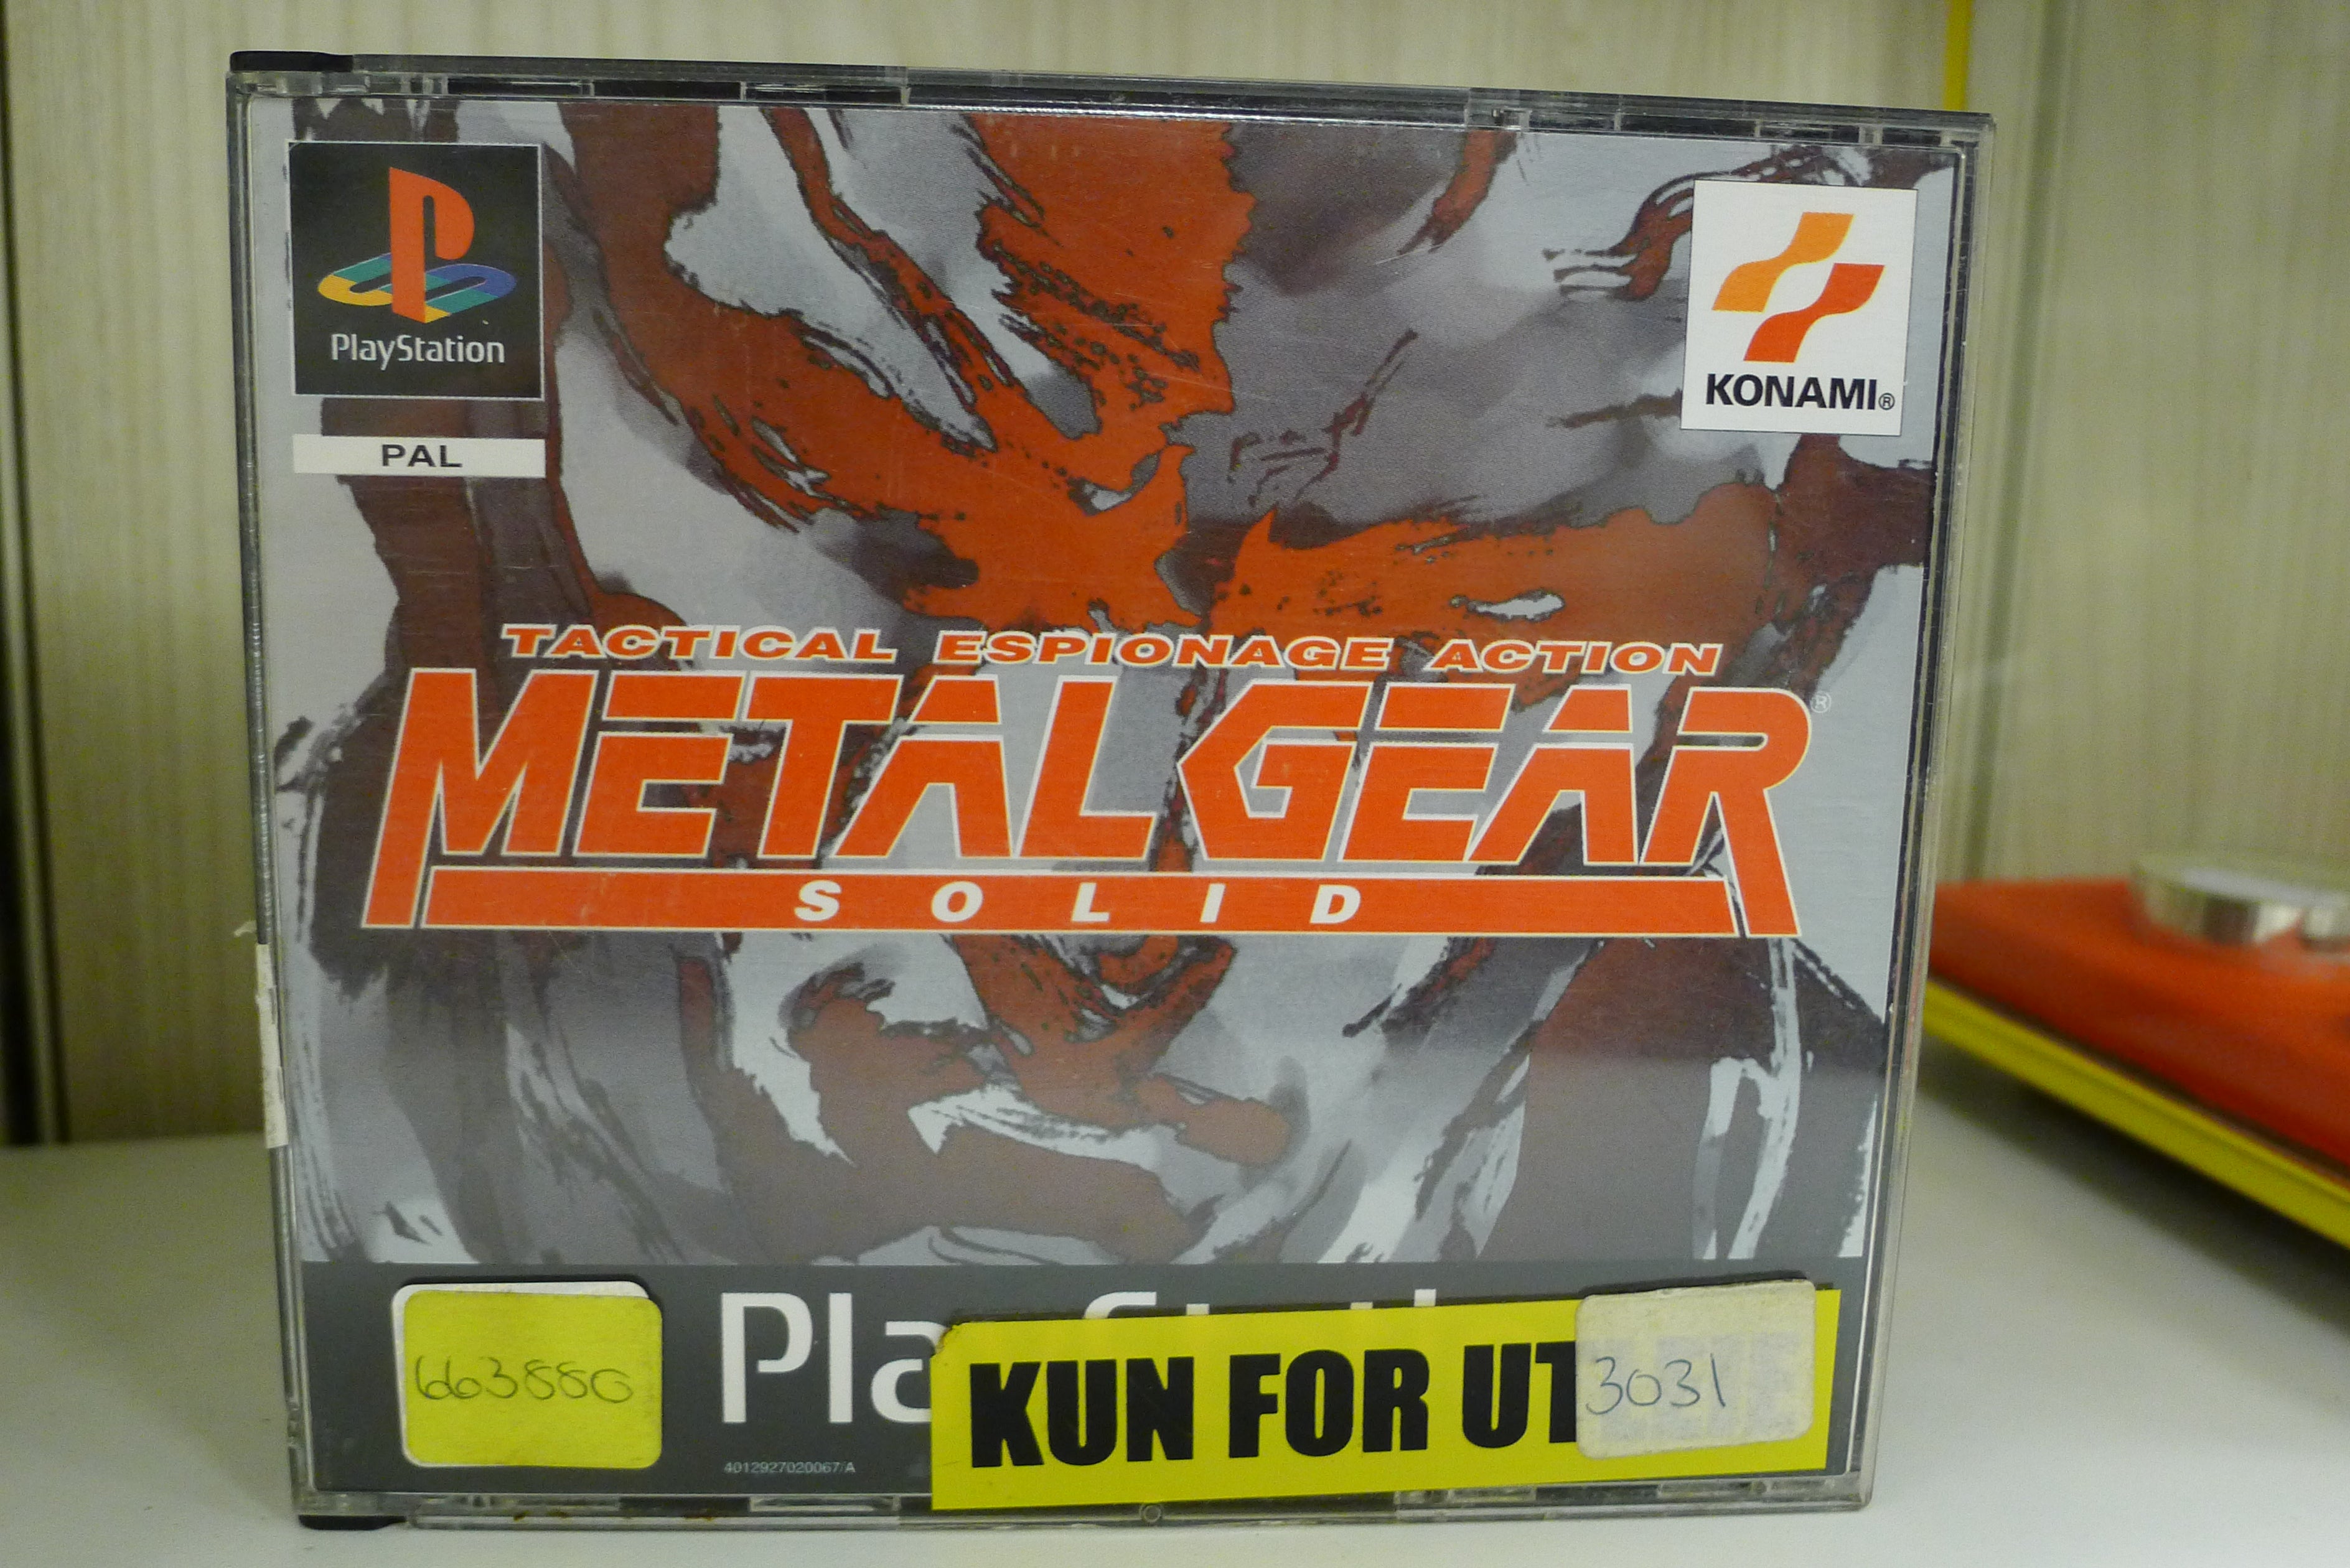 PlayStation
PAL
KONAMI®
TACTICAL ESPIONAGE ACTION
METAL GEAR®
SOLID
663880
Pla
KUN FOR UT
3031
4012927020067/A